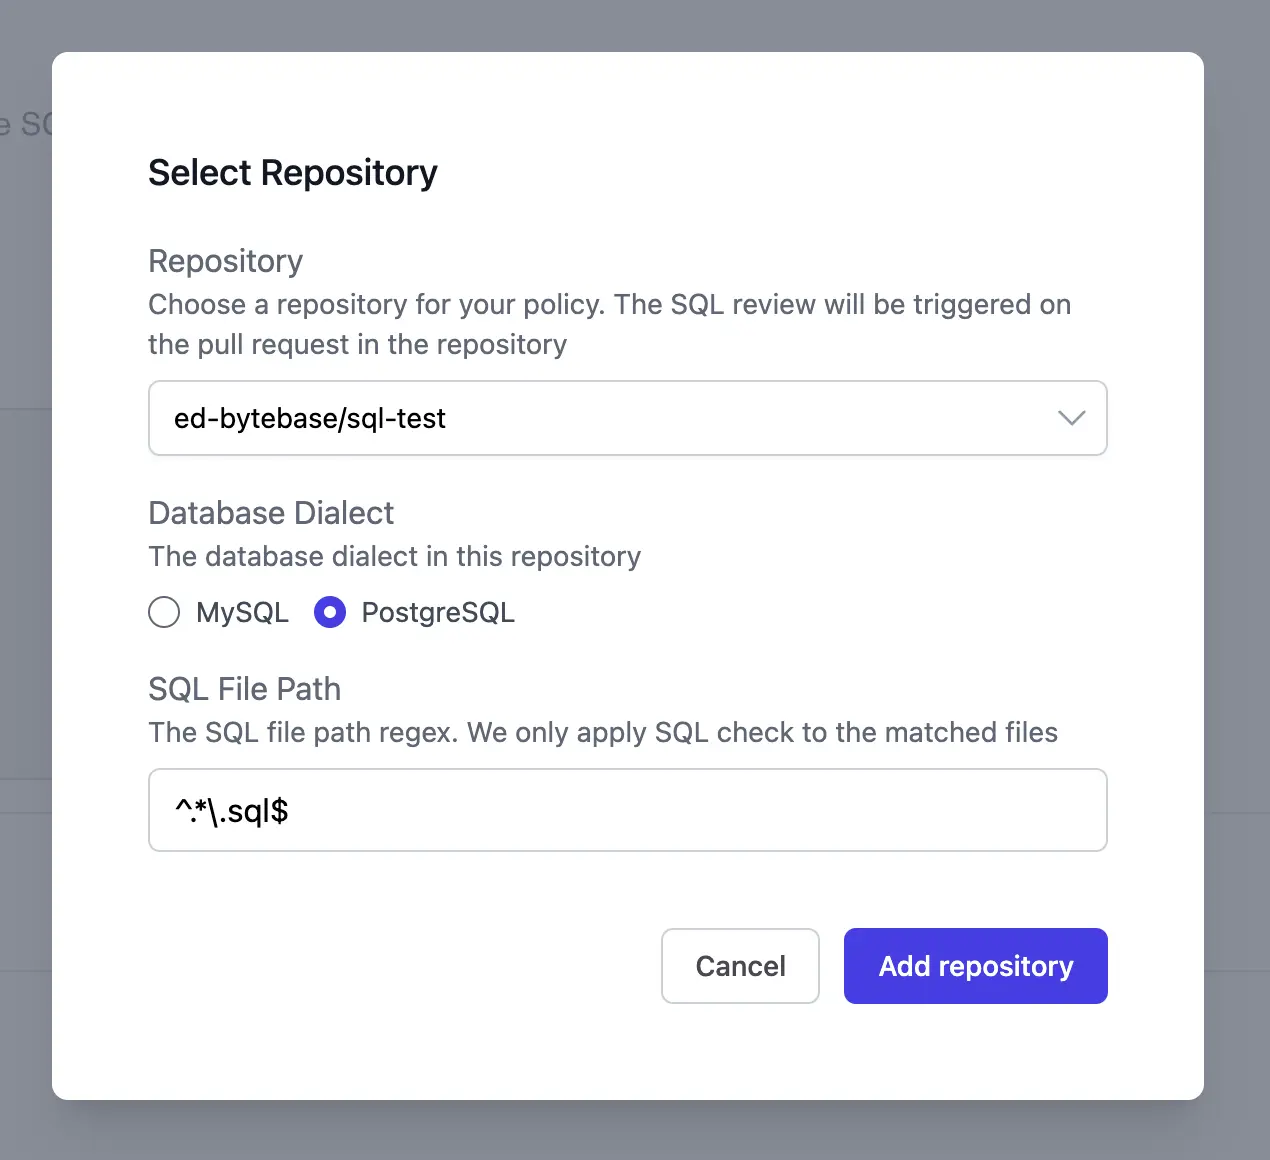 e SQ
Select Repository
Repository
Choose a repository for your policy. The SQL review will be triggered on
the pull request in the repository
ed-bytebase/sql-test
Database Dialect
The database dialect in this repository
MySQL PostgreSQL
SQL File Path
The SQL file path regex. We only apply SQL check to the matched files
^.*\.sql$
Cancel Add repository